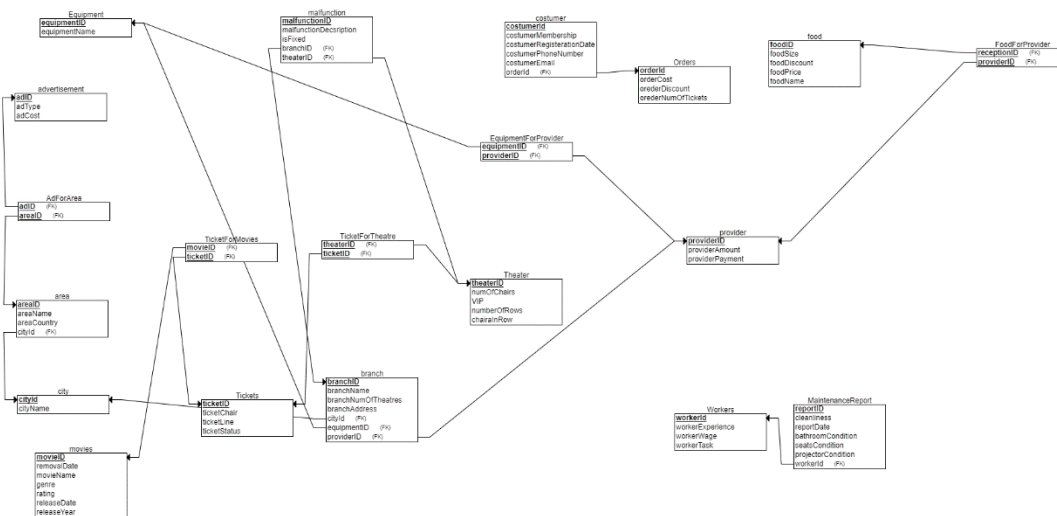 Equipment
equipmentID
equipmentName
malfunction
malfunctionID
malfunctionDecsription
isFixed
branchID (FK)
theaterID (FK)
costumer
costumerId
costumerMembership
costumerRegisterationDate
costumerPhoneNumber
costumerEmail
orderId (FK)
Orders
orderId
orderCost
orederDiscount
orederNumOfTickets
food
foodID
foodSize
foodDiscount
foodPrice
foodName
FoodForProvider
receptionID (FK)
providerID (FK)
advertisement
adID
adType
adCost
EquipmentForProvider
equipmentID (FK)
providerID (FK)
AdForArea
adID (FK)
areaID (FK)
TicketForMovies
movieID (FK)
ticketID (FK)
TicketForTheatre
theaterID (FK)
ticketID (FK)
provider
providerID
providerAmount
providerPayment
Theater
theaterID
numOfChairs
VIP
numberOfRows
chairaInRow
area
areaID
areaName
areaCountry
cityId (FK)
branch
branchID
branchName
branchNumOfTheatres
branchAddress
cityId (FK)
equipmentID (FK)
providerID (FK)
city
cityId
cityName
Tickets
ticketID
ticketChair
ticketLine
ticketStatus
Workers
workerId
workerExperience
workerWage
workerTask
MaintenanceReport
reportID
cleanliness
reportDate
bathroomCondition
seatsCondition
projectorCondition
workerId (FK)
movies
movieID
removalDate
movieName
genre
rating
releaseDate
releaseYear